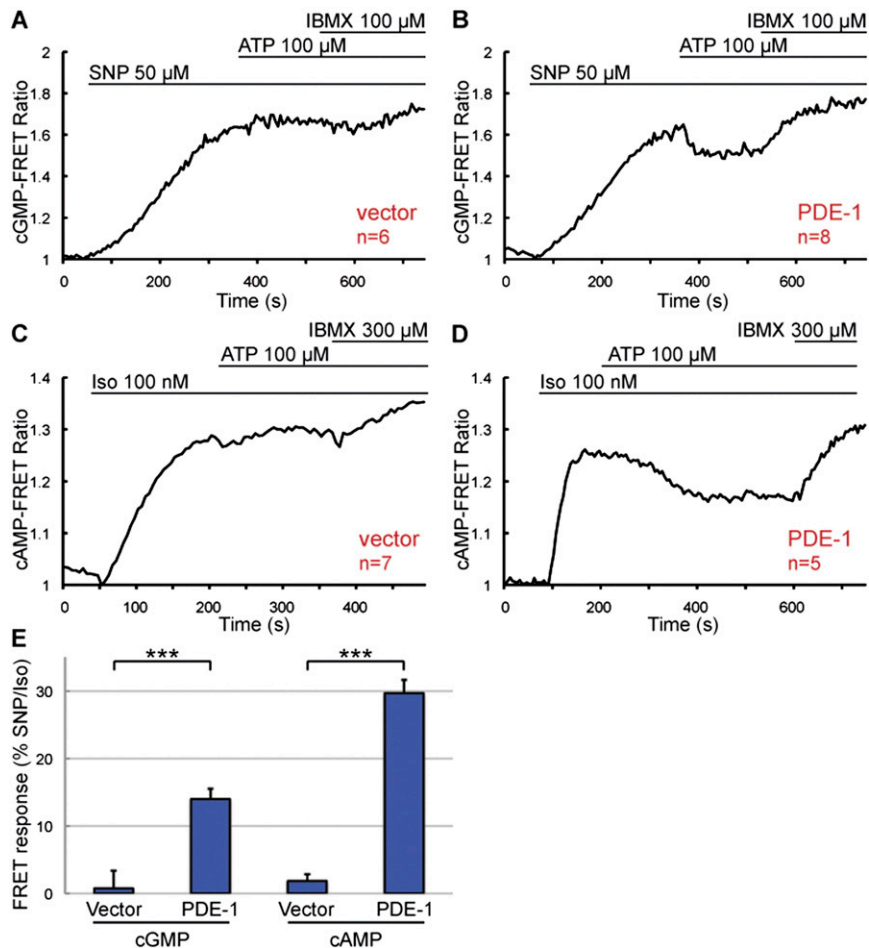 A
IBMX 100 µM
ATP 100 µM
SNP 50 µM
cGMP-FRET Ratio
2
1.8
1.6
1.4
1.2
1
vector
n=6
0 200 400 600
Time (s)
B
IBMX 100 µM
ATP 100 µM
SNP 50 µM
cGMP-FRET Ratio
2
1.8
1.6
1.4
1.2
1
PDE-1
n=8
0 200 400 600
Time (s)
C
IBMX 300 µM
ATP 100 µM
Iso 100 nM
cAMP-FRET Ratio
1.4
1.3
1.2
1.1
1
vector
n=7
0 100 200 300 400
Time (s)
D
IBMX 300 µM
ATP 100 µM
Iso 100 nM
cAMP-FRET Ratio
1.4
1.3
1.2
1.1
1
PDE-1
n=5
0 200 400 600
Time (s)
E
FRET response (% SNP/Iso)
30
20
10
0
*** ***
Vector PDE-1 Vector PDE-1
cGMP cAMP